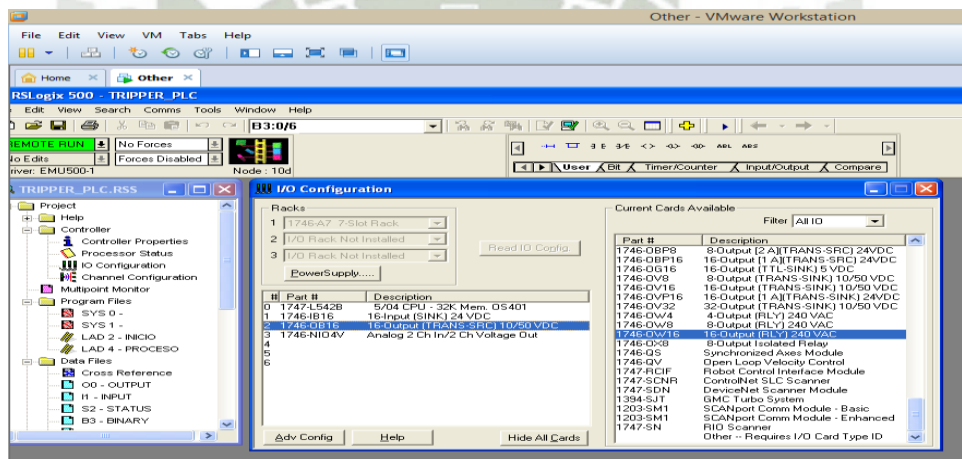 Other - VMware Workstation
File Edit View VM Tabs Help
Home × Other ×
RSLogix 500 - TRIPPER_PLC
Edit View Search Comms Tools Window Help
B3:0/6
REMOTE RUN No Forces
No Edits Forces Disabled
Driver: EMU500-1 Node : 10d
ABL ABS
User Bit Timer/Counter Input/Output Compare
TRIPPER_PLC.RSS
Project
Help
Controller
Controller Properties
Processor Status
IO Configuration
Channel Configuration
Multipoint Monitor
Program Files
SYS 0 -
SYS 1 -
LAD 2 - INICIO
LAD 4 - PROCESO
Data Files
Cross Reference
O0 - OUTPUT
I1 - INPUT
S2 - STATUS
B3 - BINARY
I/O Configuration
Racks
1 1746-A7 7-Slot Rack
2 I/O Rack Not Installed
3 I/O Rack Not Installed
Read IO Config.
PowerSupply.....
# Part # Description
0 1747-L542B 5/04 CPU - 32K Mem. OS401
1 1746-IB16 16-Input (SINK) 24 VDC
2 1746-OB16 16-Output (TRANS-SRC) 10/50 VDC
3 1746-NIO4V Analog 2 Ch In/2 Ch Voltage Out
4
5
6
Adv Config Help Hide All Cards
Current Cards Available
Filter All IO
Part # Description
1746-OBP8 8-Output [2 A](TRANS-SRC) 24VDC
1746-OBP16 16-Output [1 A](TRANS-SRC) 24VDC
1746-OG16 16-Output (TTL-SINK) 5 VDC
1746-OV8 8-Output (TRANS-SINK) 10/50 VDC
1746-OV16 16-Output (TRANS-SINK) 10/50 VDC
1746-OVP16 16-Output [1 A](TRANS-SINK) 24VDC
1746-OV32 32-Output (TRANS-SINK) 10/50 VDC
1746-OW4 4-Output (RLY) 240 VAC
1746-OW8 8-Output (RLY) 240 VAC
1746-OW16 16-Output (RLY) 240 VAC
1746-OX8 8-Output Isolated Relay
1746-QS Synchronized Axes Module
1746-QV Open Loop Velocity Control
1747-RCIF Robot Control Interface Module
1747-SCNR ControlNet SLC Scanner
1747-SDN DeviceNet Scanner Module
1394-SJT GMC Turbo System
1203-SM1 SCANport Comm Module - Basic
1203-SM1 SCANport Comm Module - Enhanced
1747-SN RIO Scanner
Other -- Requires I/O Card Type ID